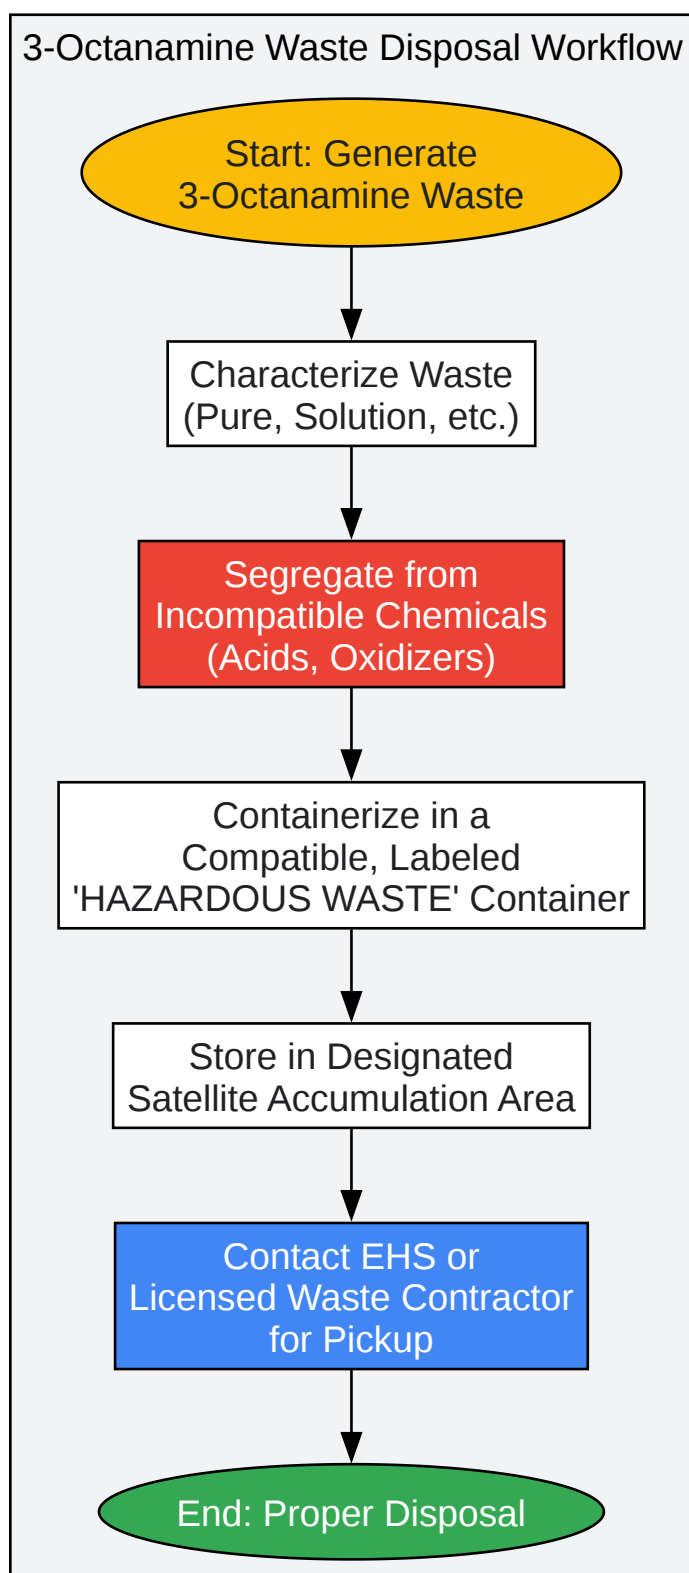 3-Octanamine Waste Disposal Workflow
Start: Generate
3-Octanamine Waste
Characterize Waste
(Pure, Solution, etc.)
Segregate from
Incompatible Chemicals
(Acids, Oxidizers)
Containerize in a
Compatible, Labeled
'HAZARDOUS WASTE' Container
Store in Designated
Satellite Accumulation Area
Contact EHS or
Licensed Waste Contractor
for Pickup
End: Proper Disposal